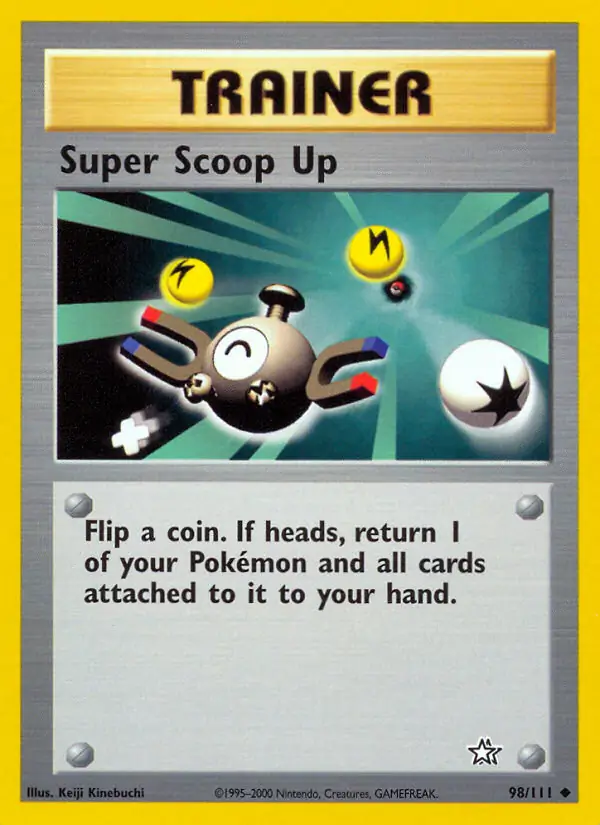 TRAINER
Super Scoop Up
Flip a coin. If heads, return 1
of your Pokémon and all cards
attached to it to your hand.
Illus. Keiji Kinebuchi
©1995-2000 Nintendo, Creatures, GAMEFREAK.
98/111